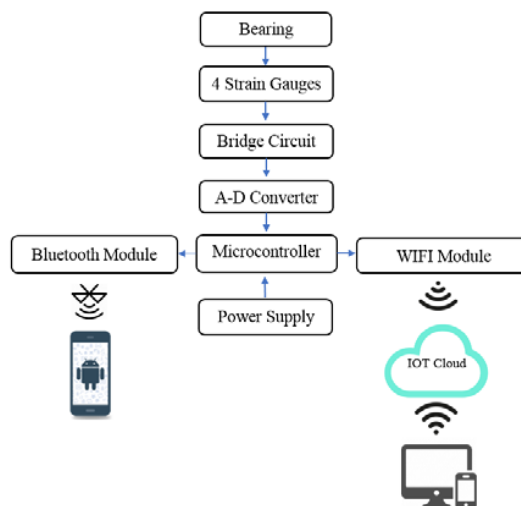 Bearing
4 Strain Gauges
Bridge Circuit
A-D Converter
Bluetooth Module
Microcontroller
WIFI Module
Power Supply
IOT Cloud